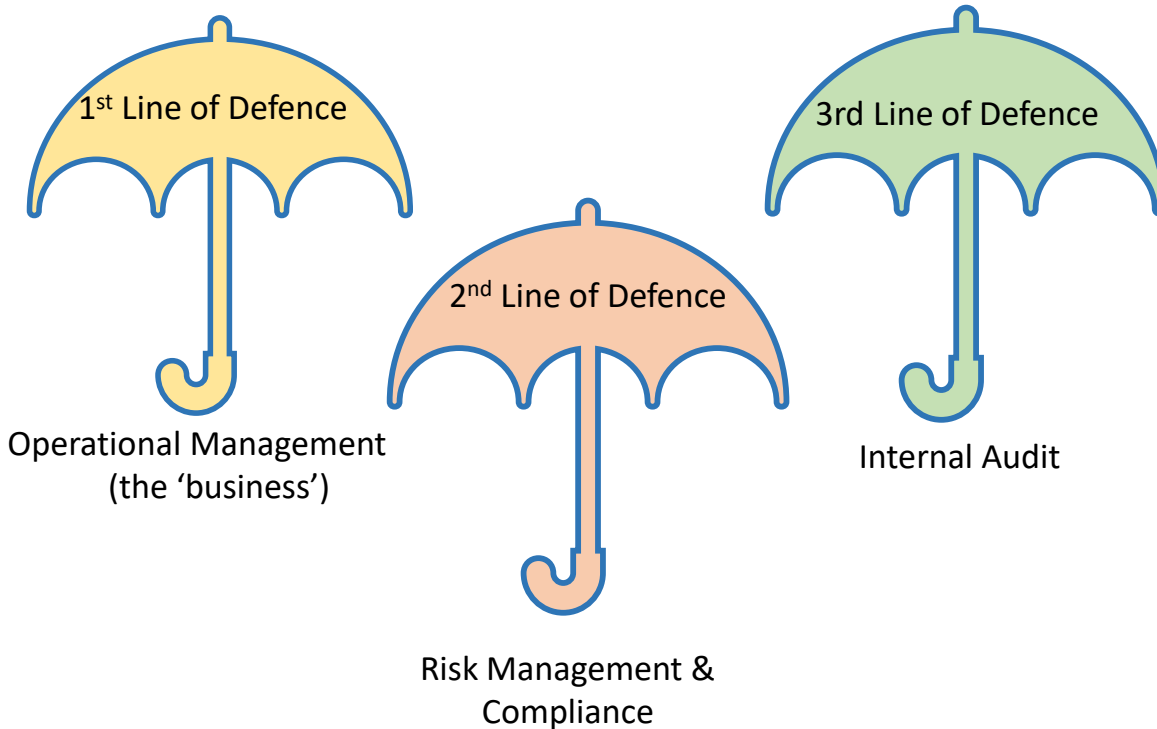 1st Line of Defence
Operational Management
(the ‘business’)
2nd Line of Defence
Risk Management &
Compliance
3rd Line of Defence
Internal Audit